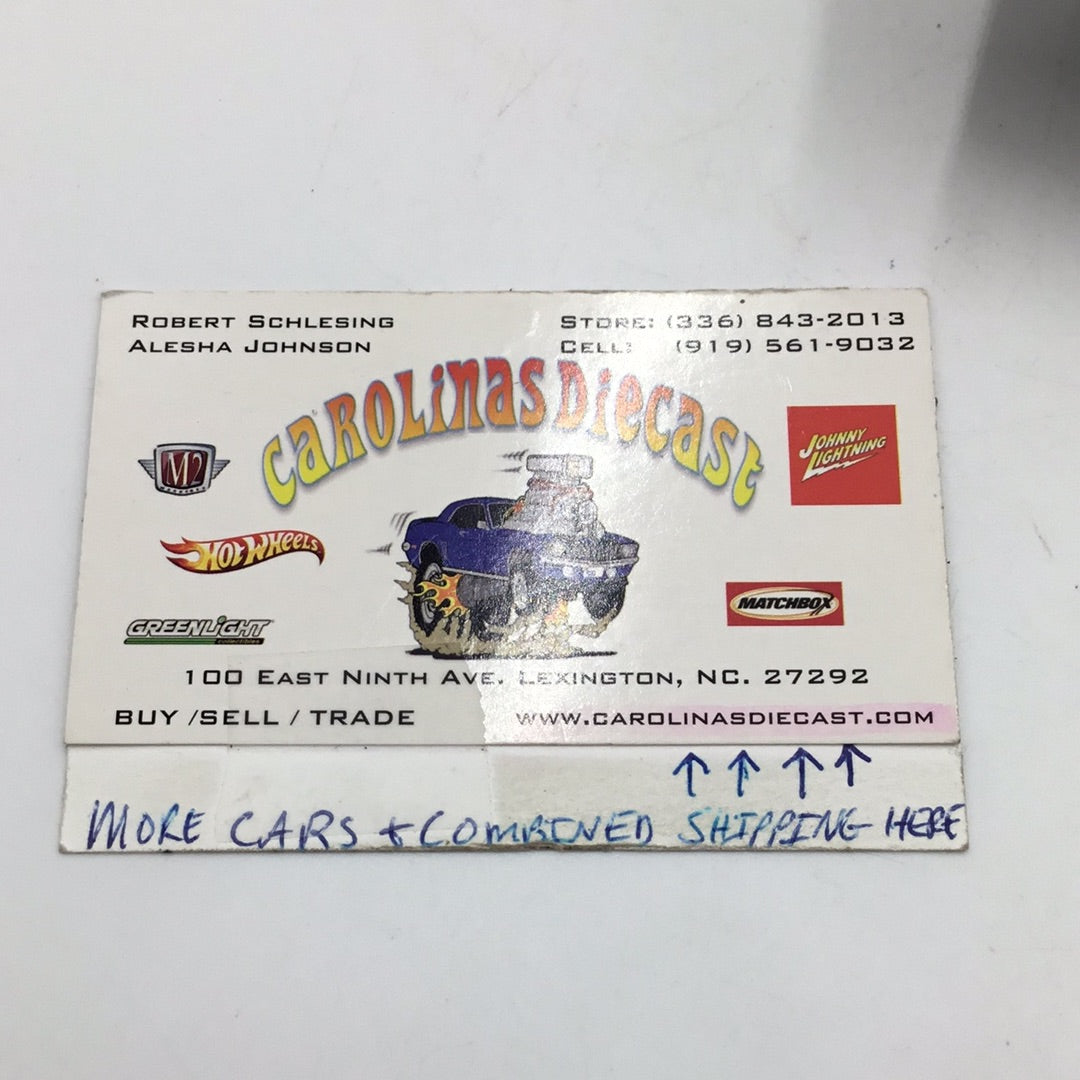 ROBERT SCHLESING
ALESHA JOHNSON
STORE: (336) 843-2013
CELL: (919) 561-9032
CAROLINAS DIECAST
M2
JOHNNY
LIGHTNING
HOT WHEELS
MATCHBOX
GREENLIGHT
collectibles
100 EAST NINTH AVE. LEXINGTON, NC. 27292
BUY /SELL / TRADE
WWW.CAROLINASDIECAST.COM
↑ ↑ ↑ ↑
MORE CARS + COMBINED SHIPPING HERE